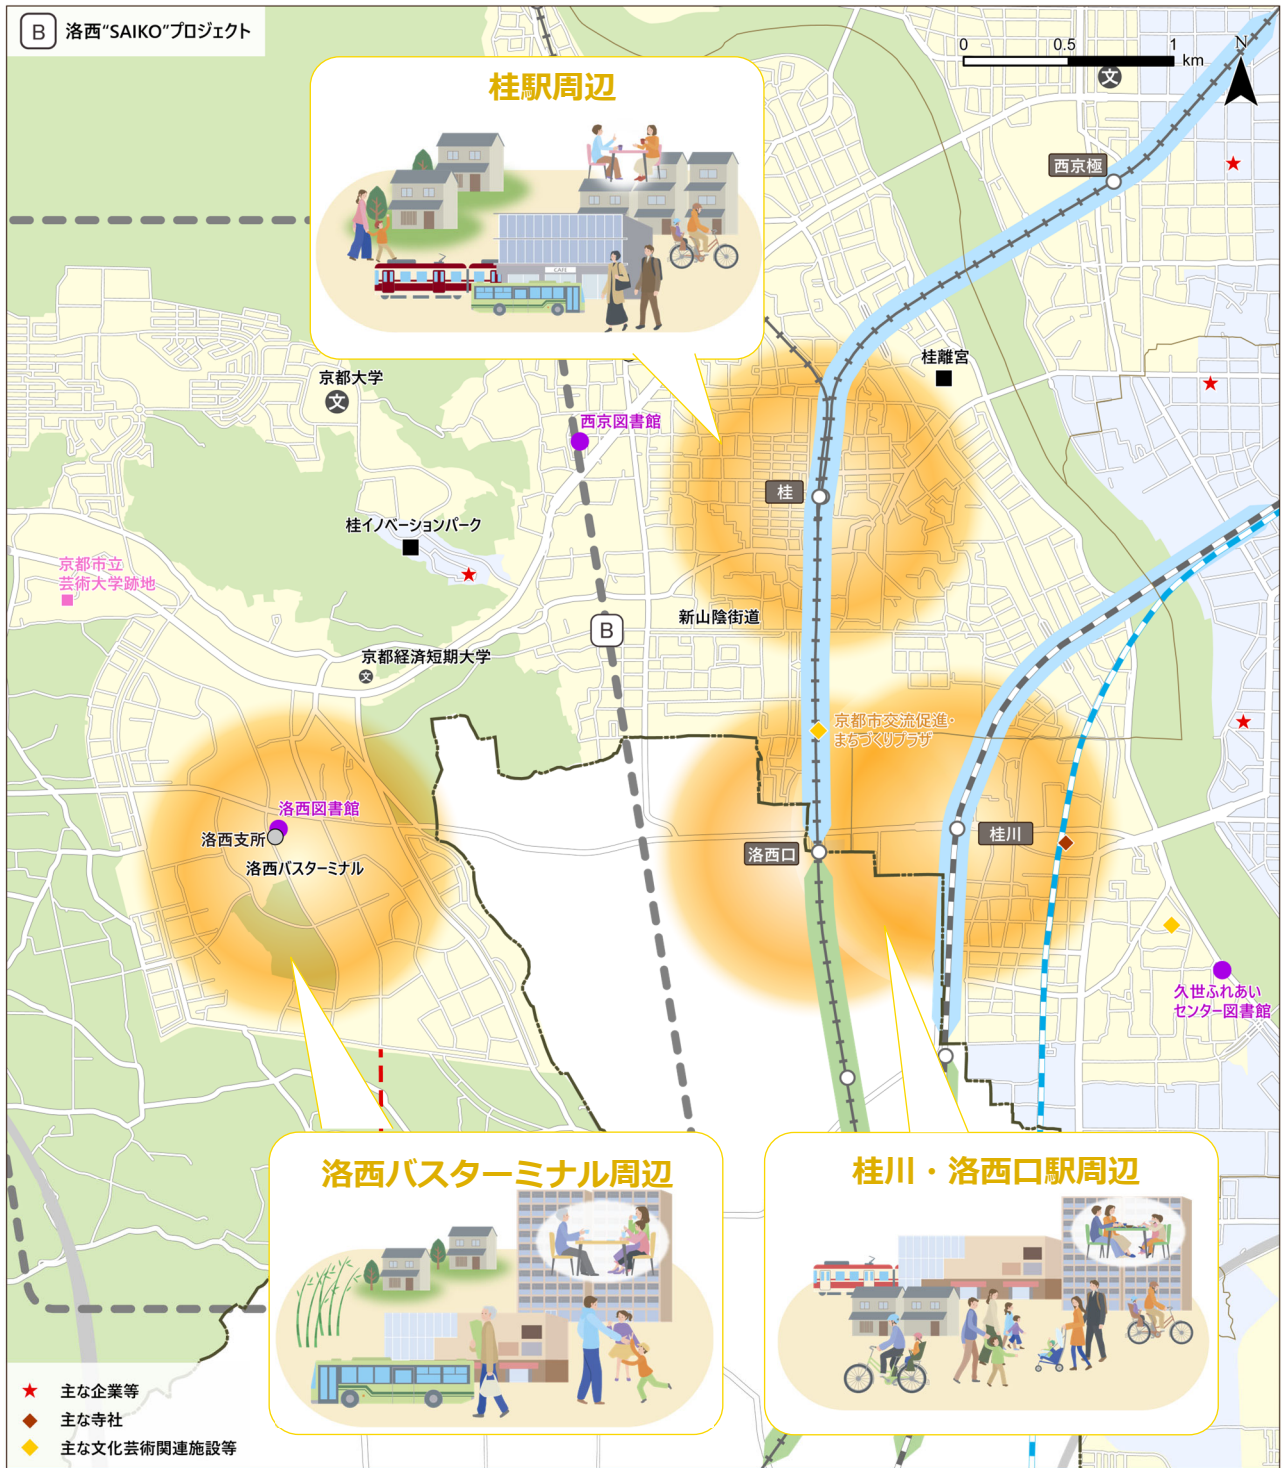 B 洛西“SAIKO”プロジェクト
0 0.5 1
km
N
文
桂駅周辺
CAFE
西京極
桂離宮
京都大学
文
西京図書館
桂
桂イノベーションパーク
京都市立
芸術大学跡地
新山陰街道
B
京都経済短期大学
文
京都市交流促進・
まちづくりプラザ
洛西図書館
洛西支所
洛西バスターミナル
洛西口
桂川
久世ふれあい
センター図書館
洛西バスターミナル周辺
桂川・洛西口駅周辺
主な企業等
主な寺社
主な文化芸術関連施設等